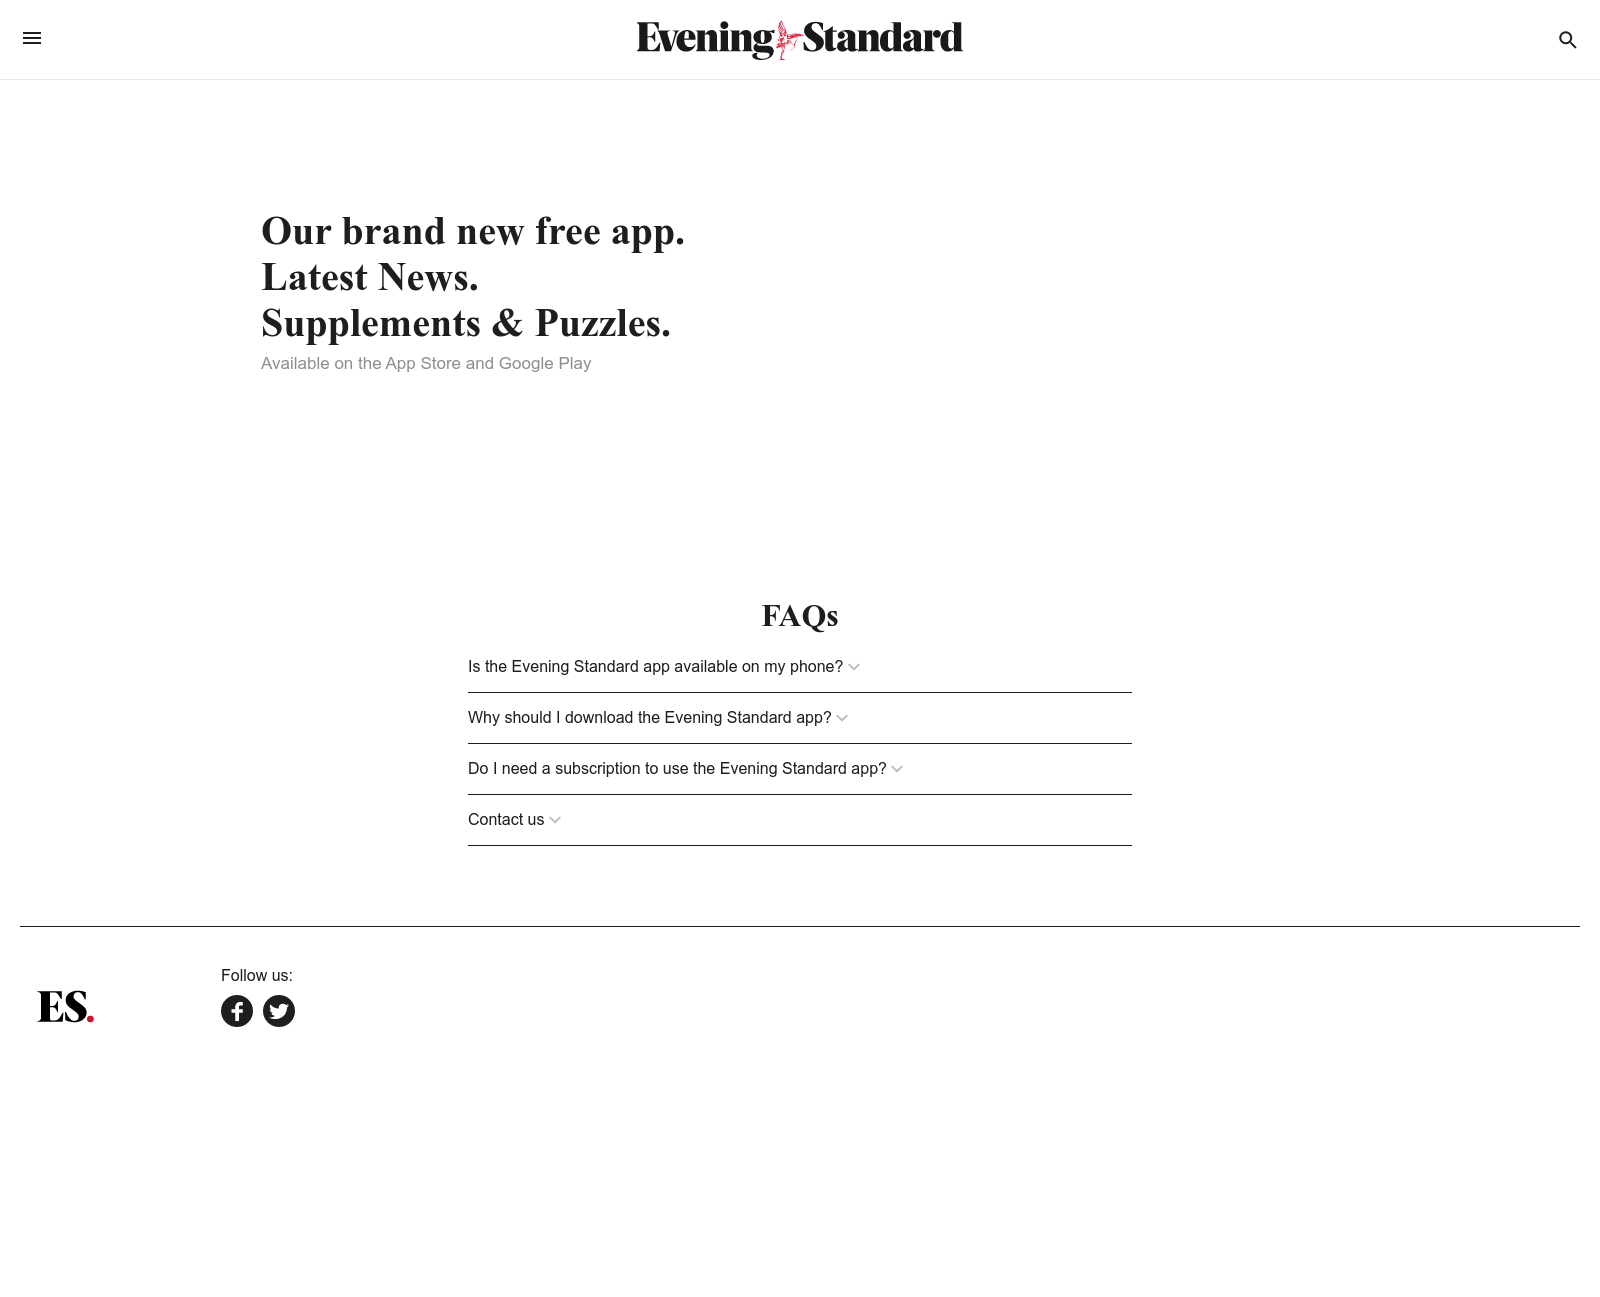 Evening Standard
Our brand new free app.
Latest News.
Supplements & Puzzles.
Available on the App Store and Google Play
FAQs
Is the Evening Standard app available on my phone?
Why should I download the Evening Standard app?
Do I need a subscription to use the Evening Standard app?
Contact us
Follow us:
ES.